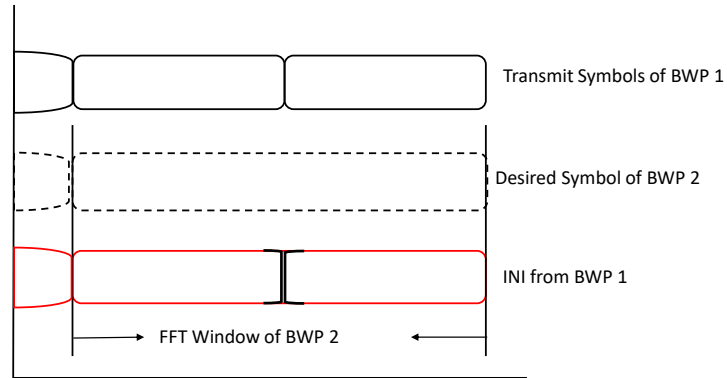 Transmit Symbols of BWP 1
Desired Symbol of BWP 2
INI from BWP 1
FFT Window of BWP 2